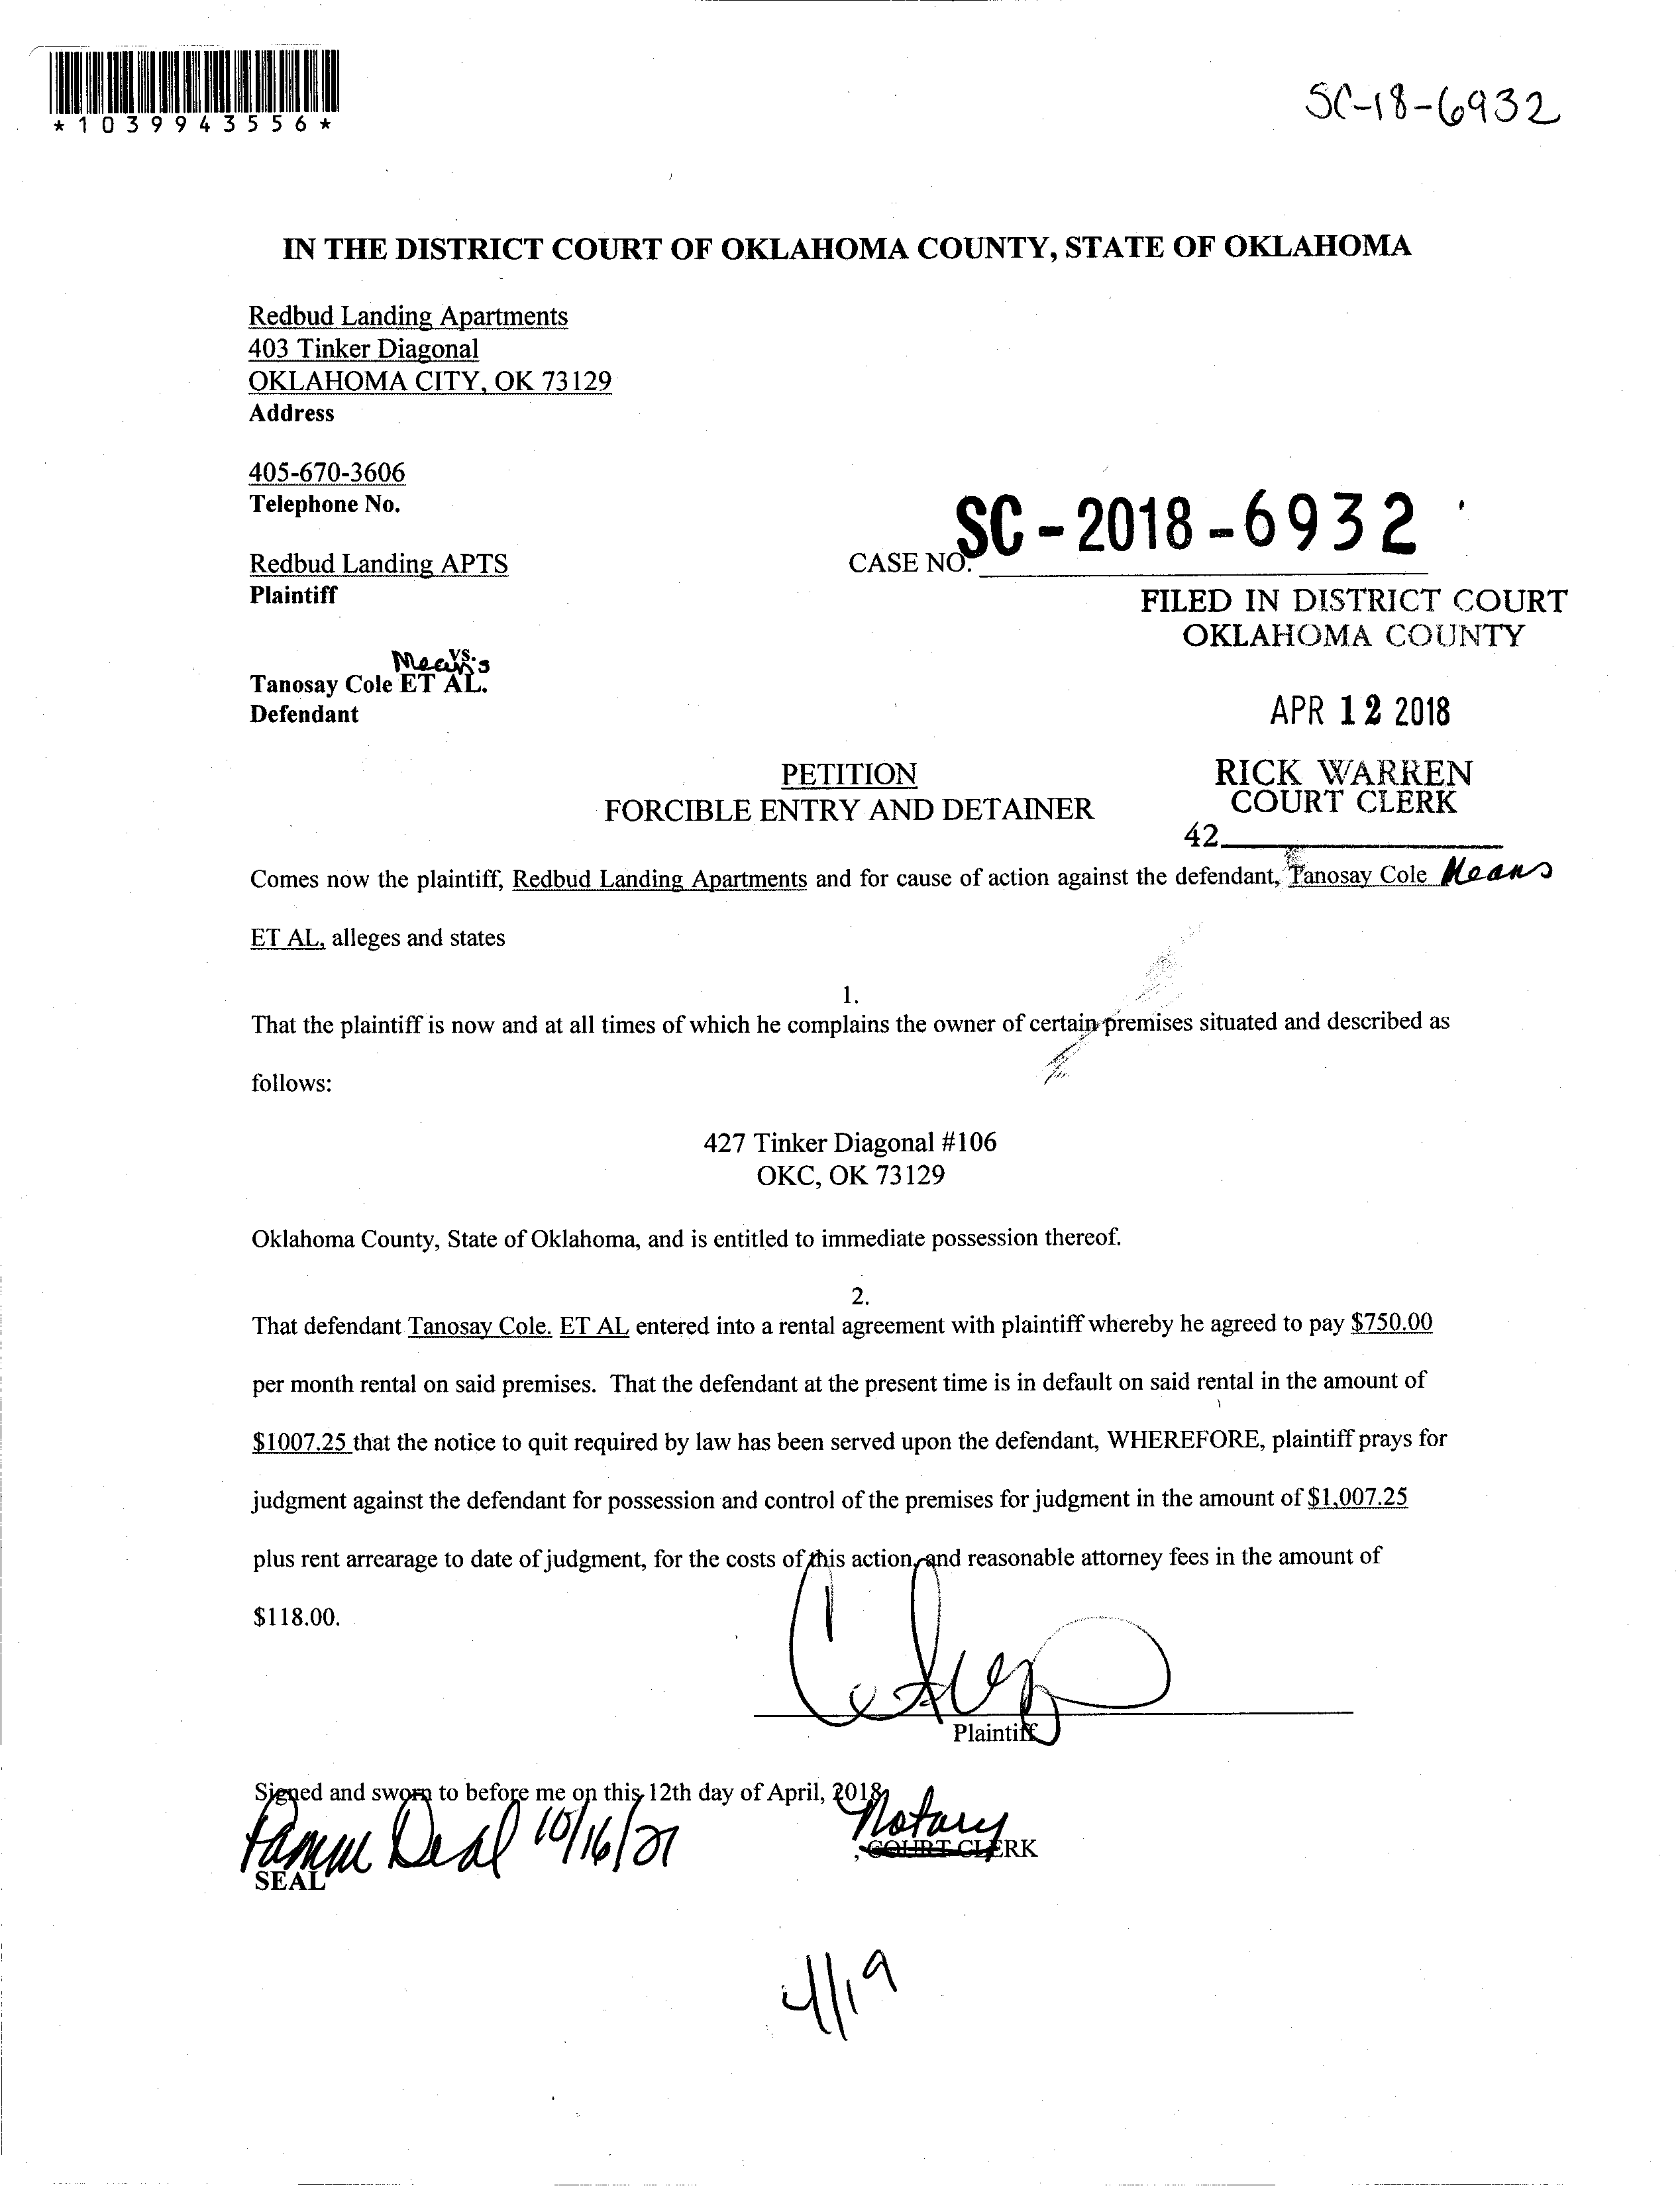 *1039943556*
SC-18-6932
IN THE DISTRICT COURT OF OKLAHOMA COUNTY, STATE OF OKLAHOMA
Redbud Landing Apartments
403 Tinker Diagonal
OKLAHOMA CITY, OK 73129
Address
405-670-3606
Telephone No.
Redbud Landing APTS
Plaintiff
CASE NO. SC-2018-6932
FILED IN DISTRICT COURT
OKLAHOMA COUNTY
vs.
Means
Tanosay Cole ET AL.
Defendant
APR 12 2018
PETITION
FORCIBLE ENTRY AND DETAINER
RICK WARREN
COURT CLERK
42
Comes now the plaintiff, Redbud Landing Apartments and for cause of action against the defendant, Tanosay Cole Means
ET AL, alleges and states
1.
That the plaintiff is now and at all times of which he complains the owner of certain premises situated and described as
follows:
427 Tinker Diagonal #106
OKC, OK 73129
Oklahoma County, State of Oklahoma, and is entitled to immediate possession thereof.
2.
That defendant Tanosay Cole. ET AL entered into a rental agreement with plaintiff whereby he agreed to pay $750.00
per month rental on said premises. That the defendant at the present time is in default on said rental in the amount of
$1007.25 that the notice to quit required by law has been served upon the defendant, WHEREFORE, plaintiff prays for
judgment against the defendant for possession and control of the premises for judgment in the amount of $1,007.25
plus rent arrearage to date of judgment, for the costs of this action, and reasonable attorney fees in the amount of
$118.00.
Plaintiff
Signed and sworn to before me on this 12th day of April, 2018
Deal 10/16/21
Notary
, COURT CLERK
SEAL
4/19